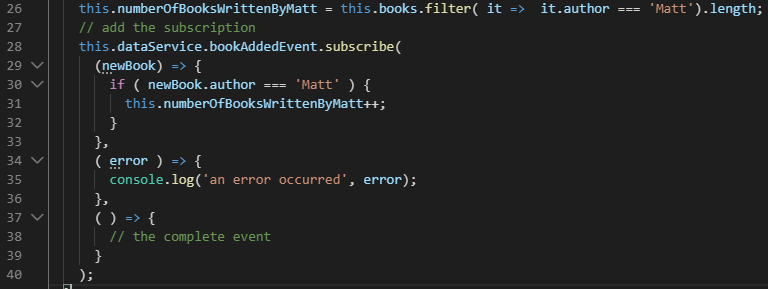 26 this.numberOfBooksWrittenByMatt = this.books.filter( it =>  it.author === 'Matt').length;
27 // add the subscription
28 this.dataService.bookAddedEvent.subscribe(
29 (newBook) => {
30 if ( newBook.author === 'Matt' ) {
31 this.numberOfBooksWrittenByMatt++;
32 }
33 },
34 ( error ) => {
35 console.log('an error occurred', error);
36 },
37 ( ) => {
38 // the complete event
39 }
40 );